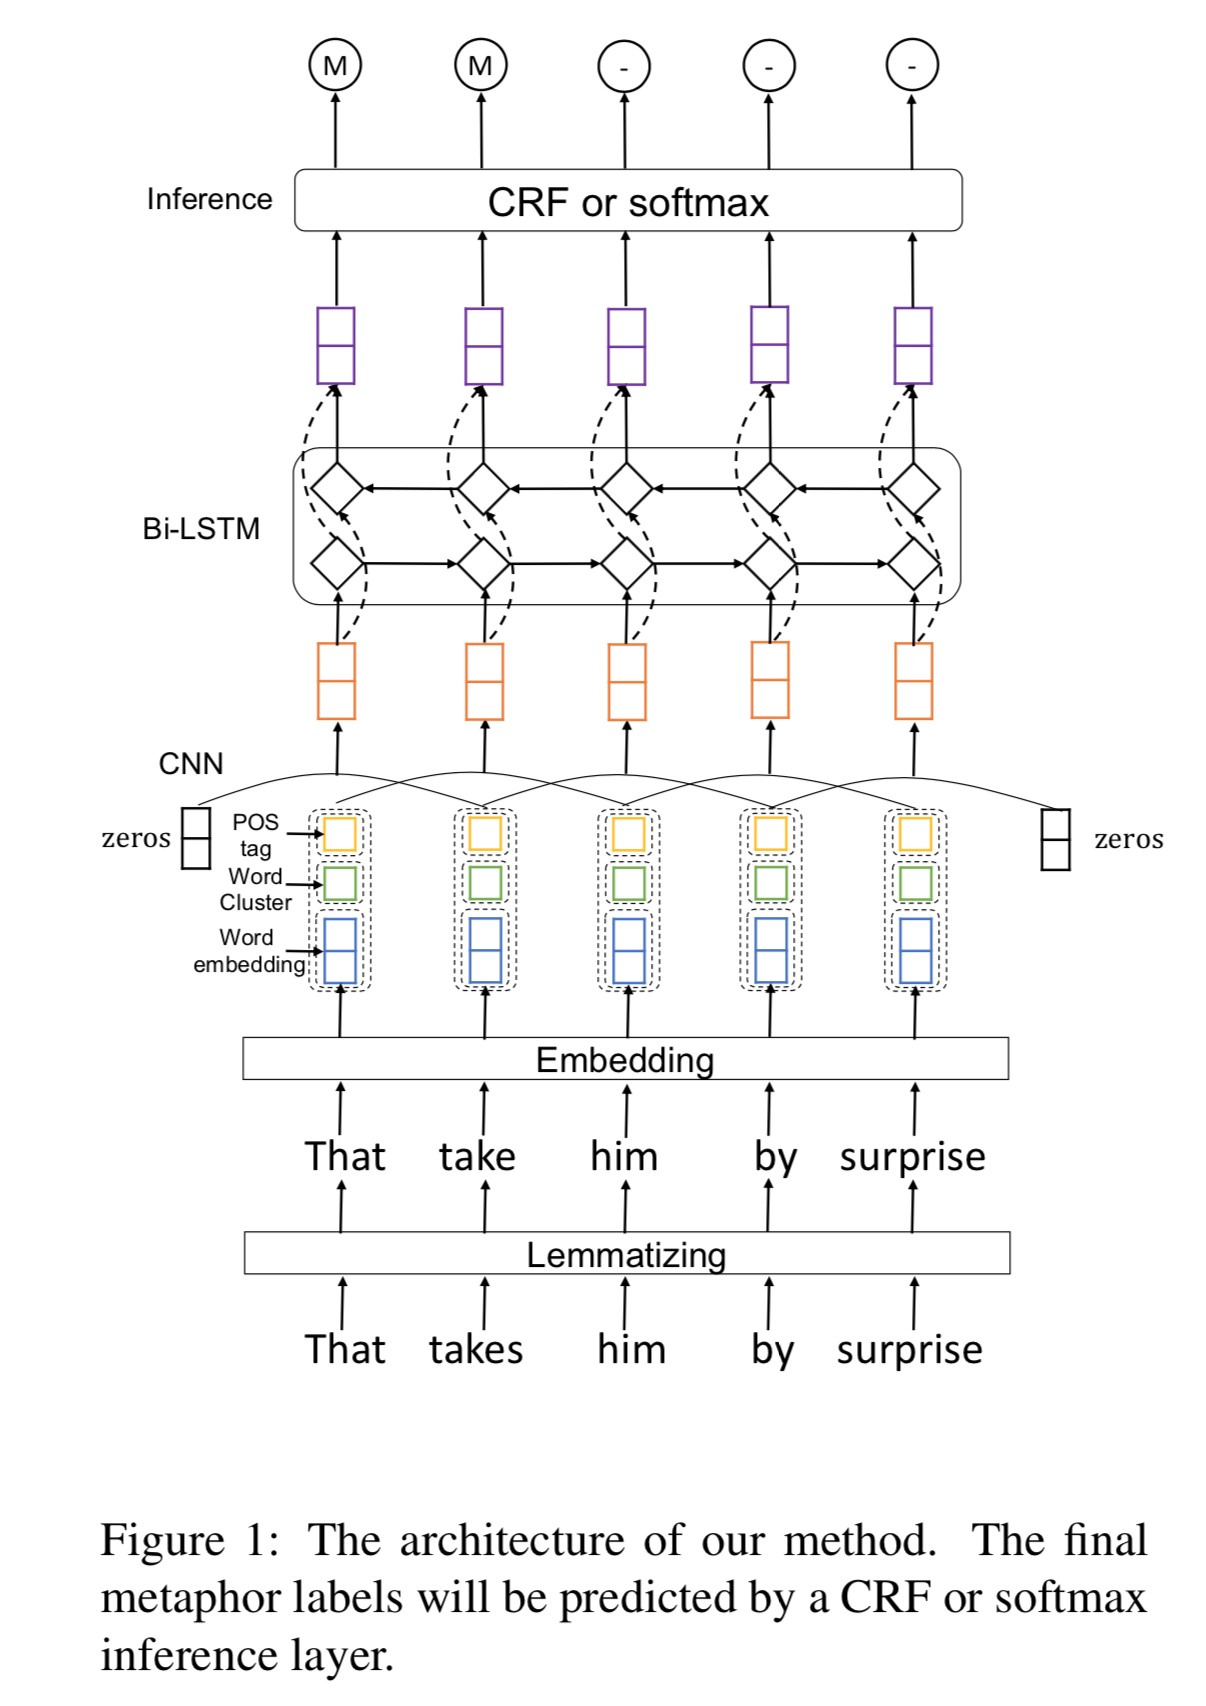 M M - - -
Inference
CRF or softmax
Bi-LSTM
CNN
zeros
POS
tag
Word
Cluster
Word
embedding
zeros
Embedding
That take him by surprise
Lemmatizing
That takes him by surprise
Figure 1: The architecture of our method. The final
metaphor labels will be predicted by a CRF or softmax
inference layer.